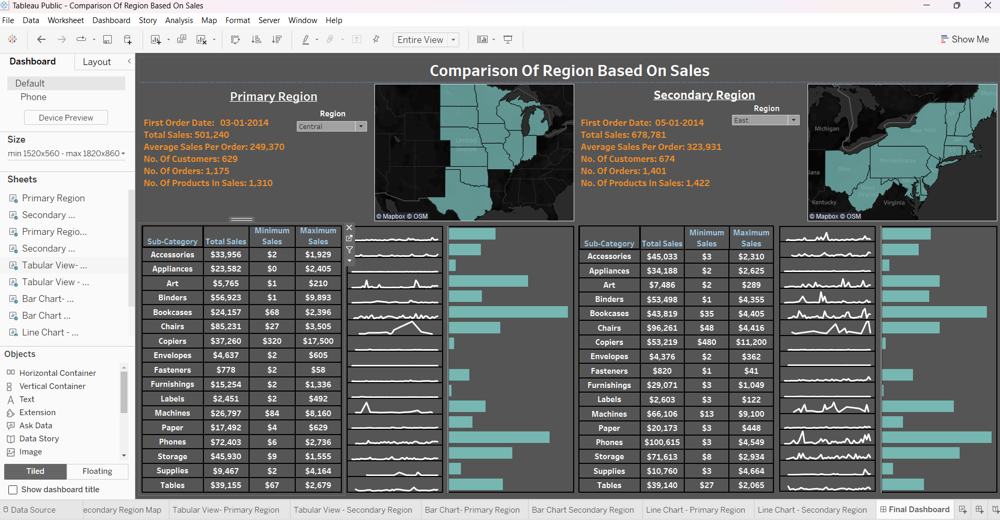 Tableau Public - Comparison Of Region Based On Sales
File Data Worksheet Dashboard Story Analysis Map Format Server Window Help
Entire View
Show Me
Dashboard Layout
Default
Phone
Device Preview
Size
min 1520x560 - max 1820x860
Sheets
Primary Region
Secondary ...
Primary Regio...
Secondary ...
Tabular View- ...
Tabular View - ...
Bar Chart- ...
Bar Chart ...
Line Chart - ...
Objects
Horizontal Container
Vertical Container
Text
Extension
Ask Data
Data Story
Image
Tiled Floating
Show dashboard title
Comparison Of Region Based On Sales
Primary Region
Region
Central
First Order Date: 03-01-2014
Total Sales: 501,240
Average Sales Per Order: 249,370
No. Of Customers: 629
No. Of Orders: 1,175
No. Of Products In Sales: 1,310
United
States
© Mapbox © OSM
Secondary Region
Region
East
First Order Date: 05-01-2014
Total Sales: 678,781
Average Sales Per Order: 323,931
No. Of Customers: 674
No. Of Orders: 1,401
No. Of Products In Sales: 1,422
Maine
Michigan
VT
New York
MA
CT
Pennsylvania
Ohio
iana
NJ
MD
West
Virginia
Kentucky
Virginia
© Mapbox © OSM
Sub-Category Total Sales Minimum Sales Maximum Sales
Accessories $33,956 $2 $1,929
Appliances $23,582 $0 $2,405
Art $5,765 $1 $210
Binders $56,923 $1 $9,893
Bookcases $24,157 $68 $2,396
Chairs $85,231 $27 $3,505
Copiers $37,260 $320 $17,500
Envelopes $4,637 $2 $605
Fasteners $778 $2 $58
Furnishings $15,254 $2 $1,336
Labels $2,451 $2 $492
Machines $26,797 $84 $8,160
Paper $17,492 $4 $629
Phones $72,403 $6 $2,736
Storage $45,930 $9 $1,555
Supplies $9,467 $2 $4,164
Tables $39,155 $67 $2,679
Sub-Category Total Sales Minimum Sales Maximum Sales
Accessories $45,033 $3 $2,310
Appliances $34,188 $2 $2,625
Art $7,486 $2 $289
Binders $53,498 $1 $4,355
Bookcases $43,819 $35 $4,405
Chairs $96,261 $48 $4,416
Copiers $53,219 $480 $11,200
Envelopes $4,376 $2 $362
Fasteners $820 $1 $41
Furnishings $29,071 $3 $1,049
Labels $2,603 $3 $122
Machines $66,106 $13 $9,100
Paper $20,173 $3 $448
Phones $100,615 $3 $4,549
Storage $71,613 $8 $2,934
Supplies $10,760 $3 $4,664
Tables $39,140 $27 $2,065
Data Source econdary Region Map Tabular View- Primary Region Tabular View - Secondary Region Bar Chart- Primary Region Bar Chart Secondary Region Line Chart - Primary Region Line Chart - Secondary Region Final Dashboard